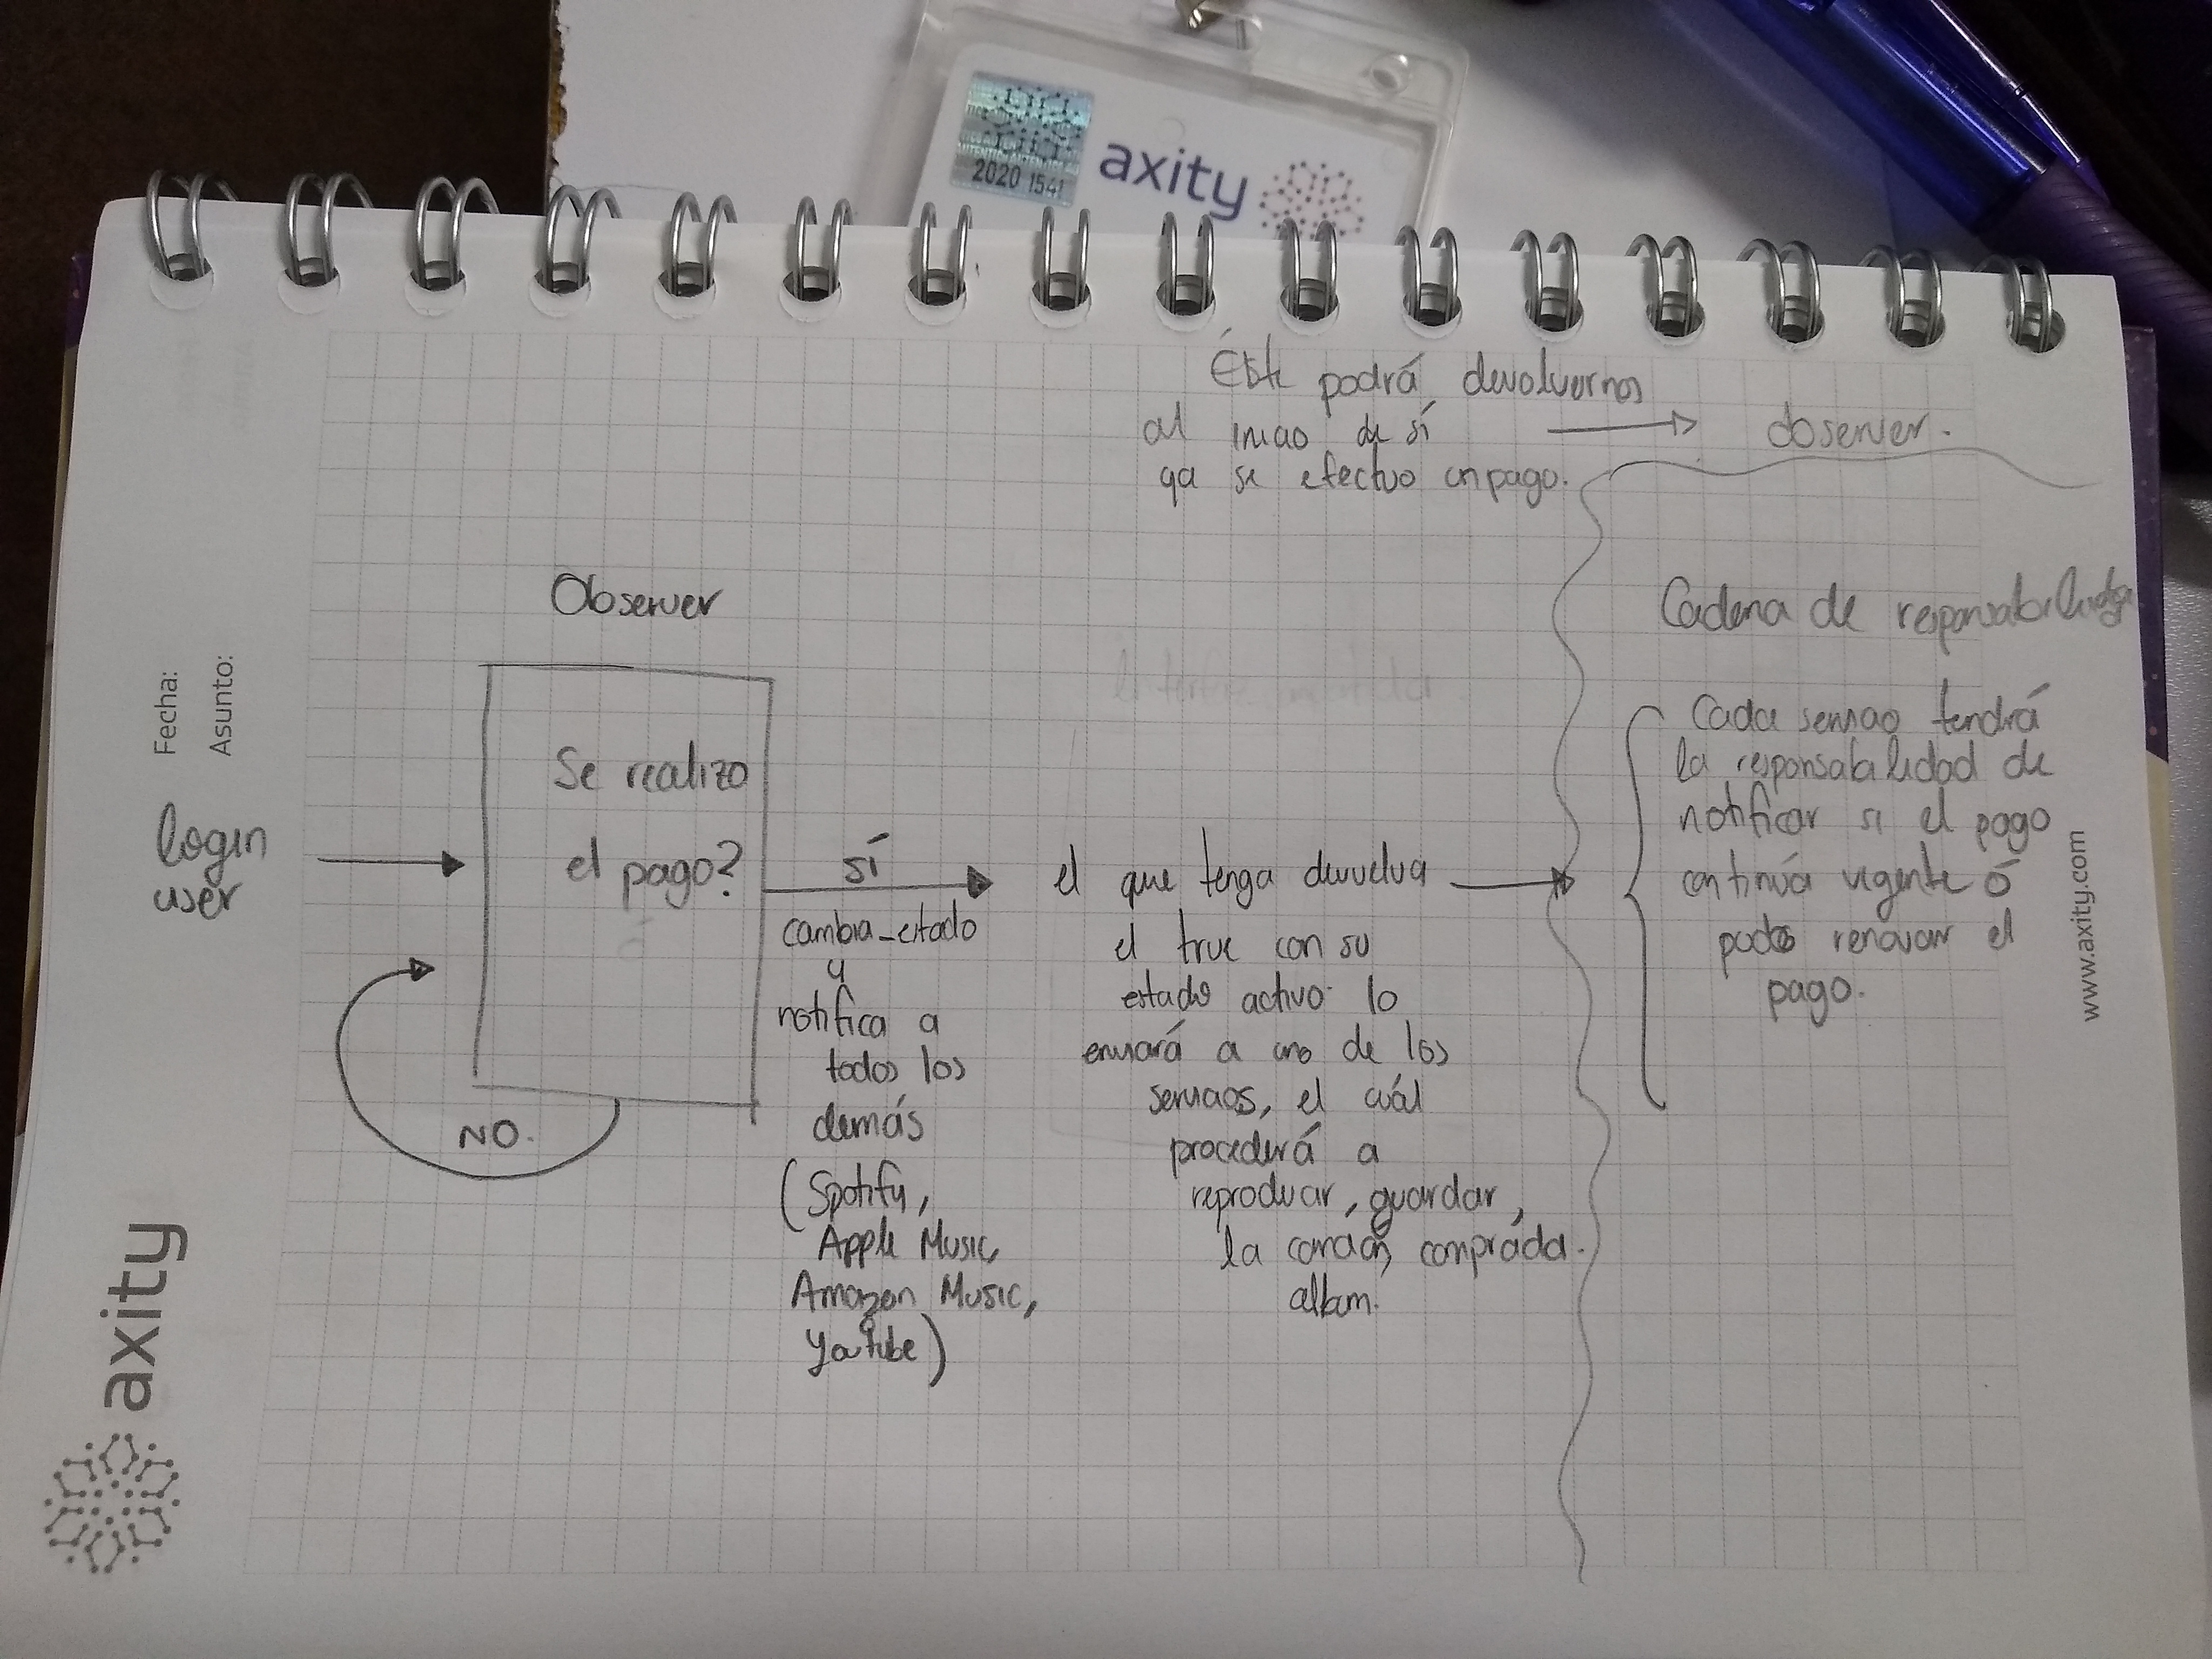 2020 1541
axity
Éste podrá devolvernos
al inicio de sí
ya se efectuo un pago.
observer.
Observer
Cadena de responsabilidad
Fecha:
Asunto:
login
user
Se realizo
el pago?
NO.
sí
cambia_estado
y
notifica a
todos los
demás
(Spotify,
Apple Music,
Amazon Music,
Youtube)
el que tenga devuelva
el true con su
estado activo lo
enviará a uno de los
servicios, el cuál
procederá a
reproducir, guardar,
la canción, comprada.
album.
Cada servicio tendrá
la responsabilidad de
notificar si el pago
continúa vigente ó
podes renovar el
pago.
www.axity.com
axity